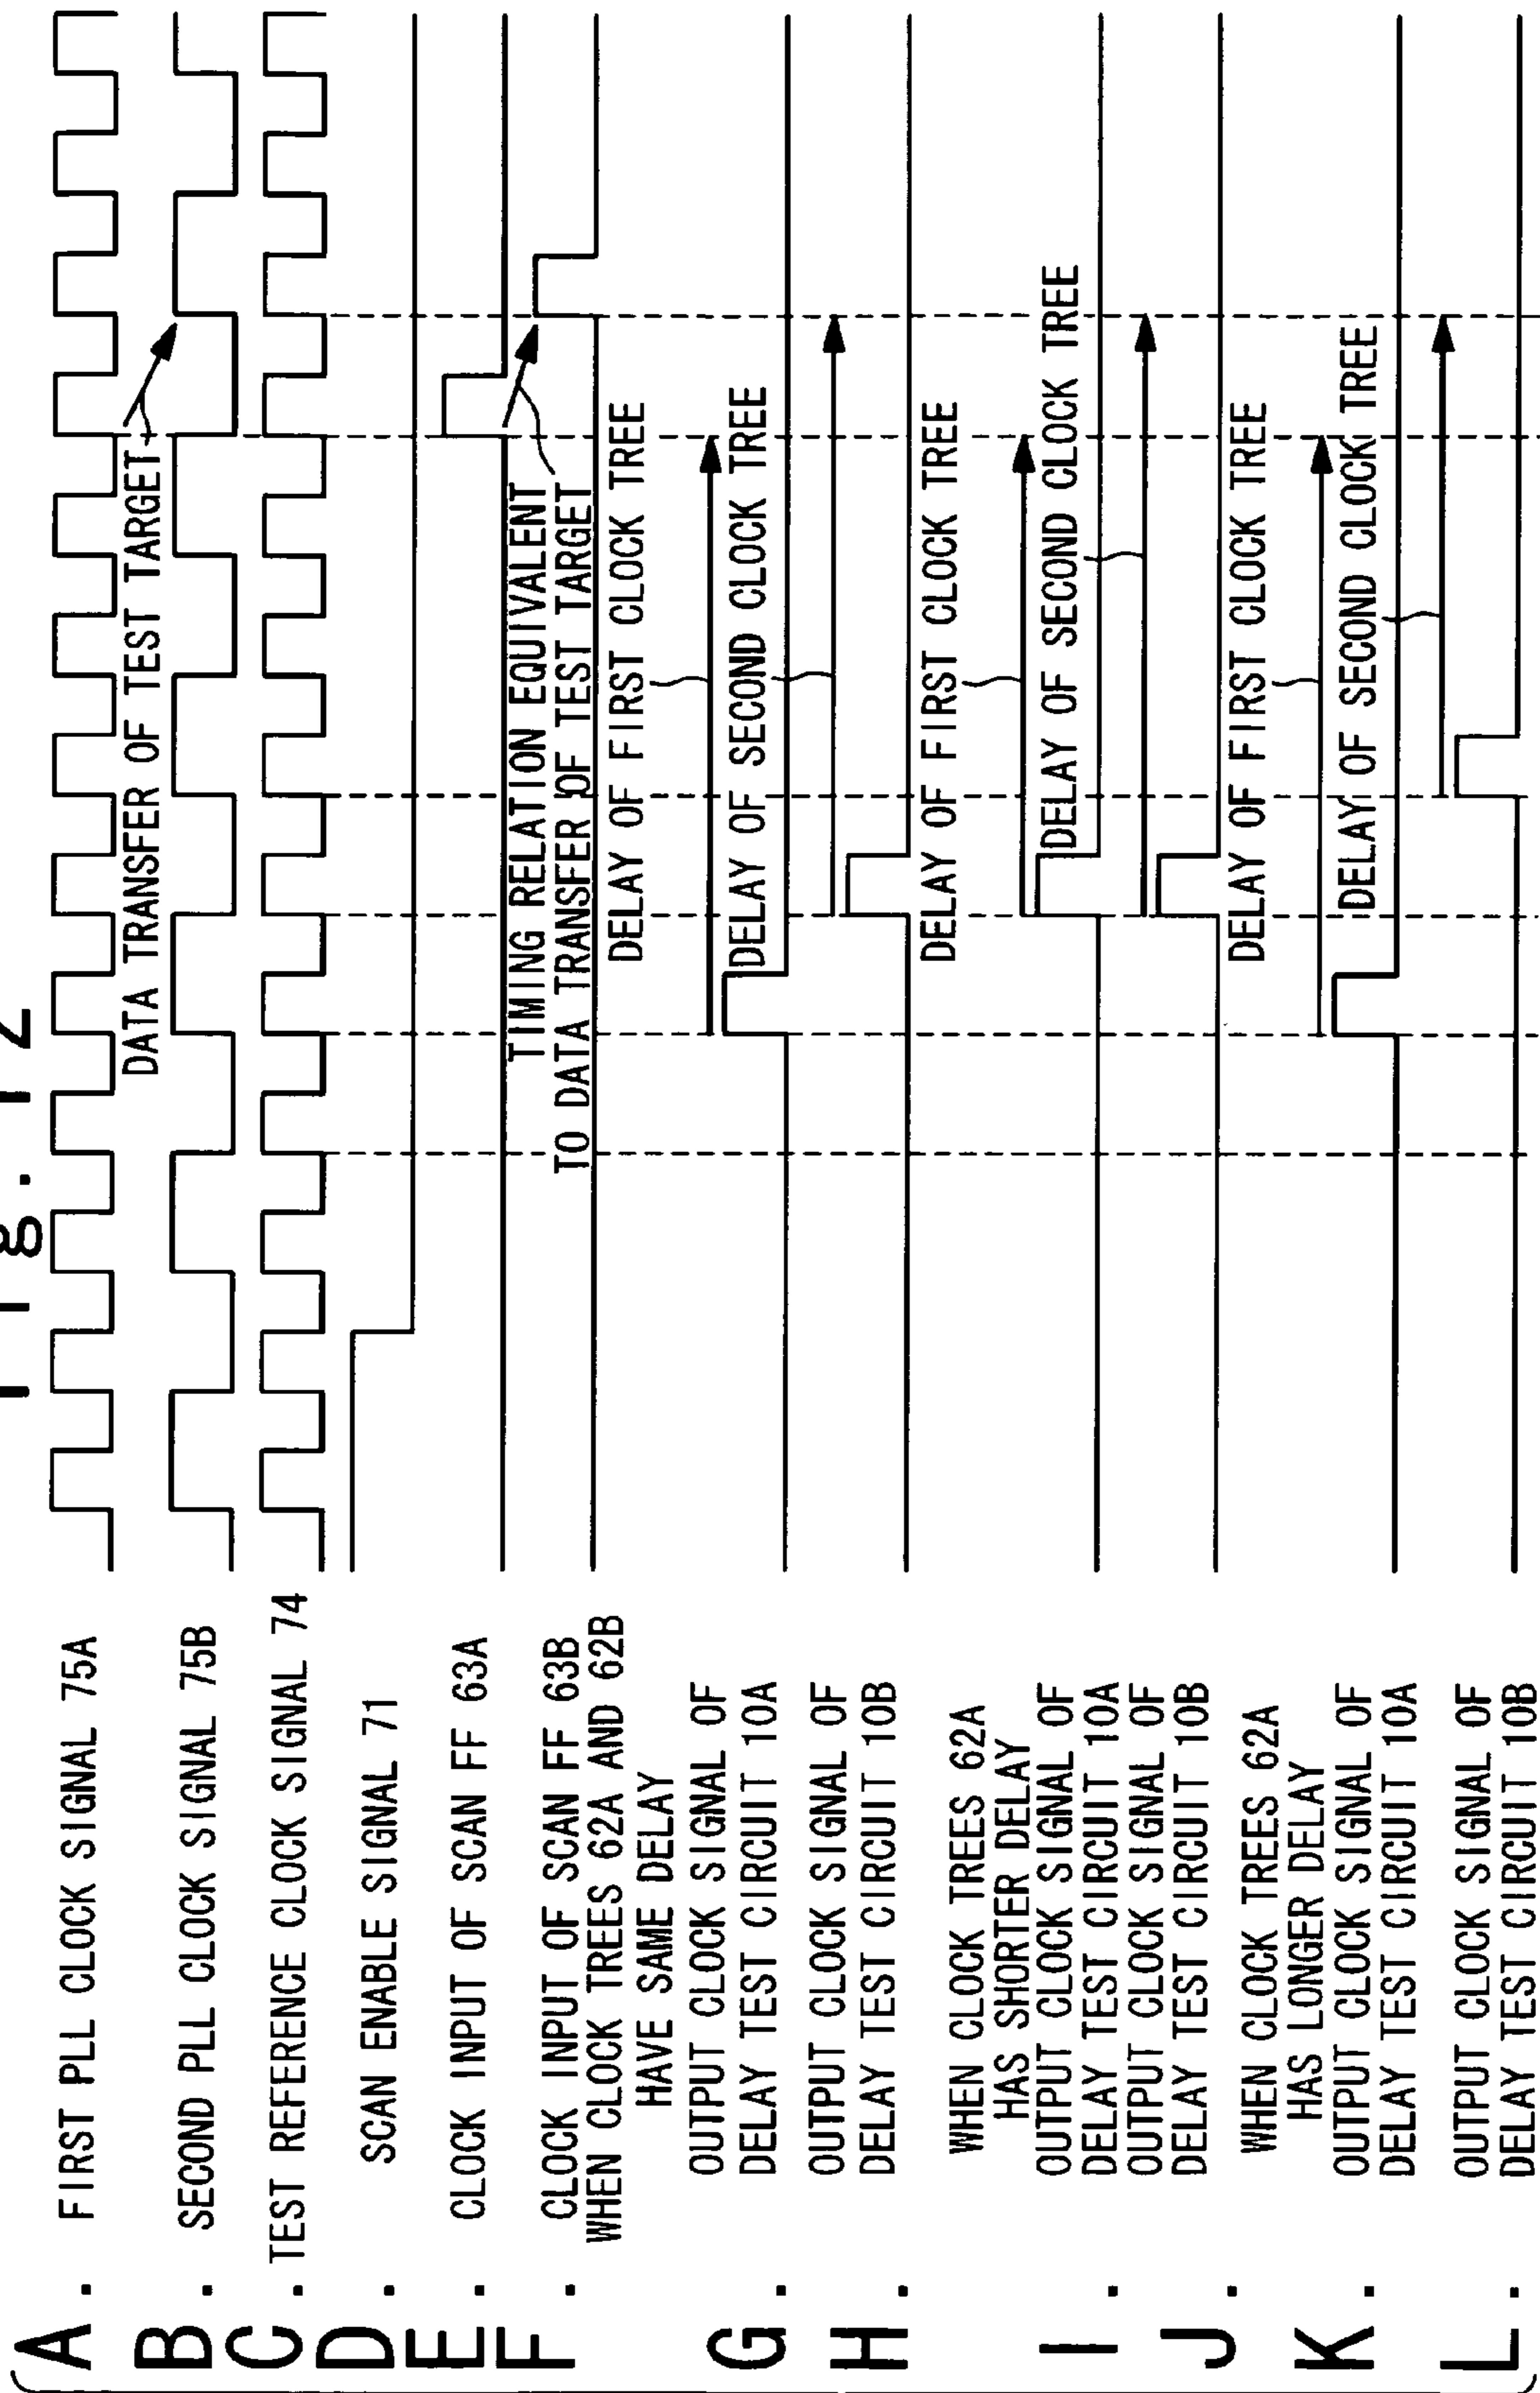 Fig. 12
A. FIRST PLL CLOCK SIGNAL 75A
DATA TRANSFER OF TEST TARGET
B. SECOND PLL CLOCK SIGNAL 75B
C. TEST REFERENCE CLOCK SIGNAL 74
D. SCAN ENABLE SIGNAL 71
E. CLOCK INPUT OF SCAN FF 63A
TIMING RELATION EQUIVALENT
TO DATA TRANSFER OF TEST TARGET
F. CLOCK INPUT OF SCAN FF 63B
WHEN CLOCK TREES 62A AND 62B
HAVE SAME DELAY
DELAY OF FIRST CLOCK TREE
G. OUTPUT CLOCK SIGNAL OF
DELAY TEST CIRCUIT 10A
DELAY OF SECOND CLOCK TREE
H. OUTPUT CLOCK SIGNAL OF
DELAY TEST CIRCUIT 10B
WHEN CLOCK TREES 62A
HAS SHORTER DELAY
DELAY OF FIRST CLOCK TREE
I. OUTPUT CLOCK SIGNAL OF
DELAY TEST CIRCUIT 10A
DELAY OF SECOND CLOCK TREE
J. OUTPUT CLOCK SIGNAL OF
DELAY TEST CIRCUIT 10B
WHEN CLOCK TREES 62A
HAS LONGER DELAY
DELAY OF FIRST CLOCK TREE
K. OUTPUT CLOCK SIGNAL OF
DELAY TEST CIRCUIT 10A
DELAY OF SECOND CLOCK TREE
L. OUTPUT CLOCK SIGNAL OF
DELAY TEST CIRCUIT 10B